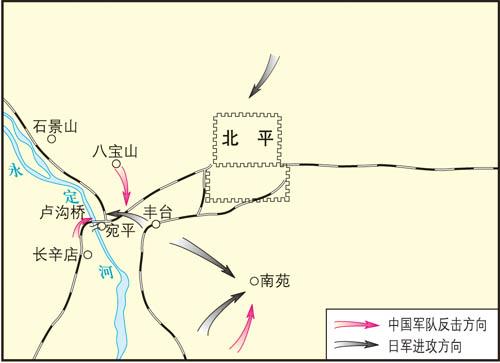 北 平
石景山
八宝山
永定河
卢沟桥
宛平
丰台
长辛店
南苑
中国军队反击方向
日军进攻方向